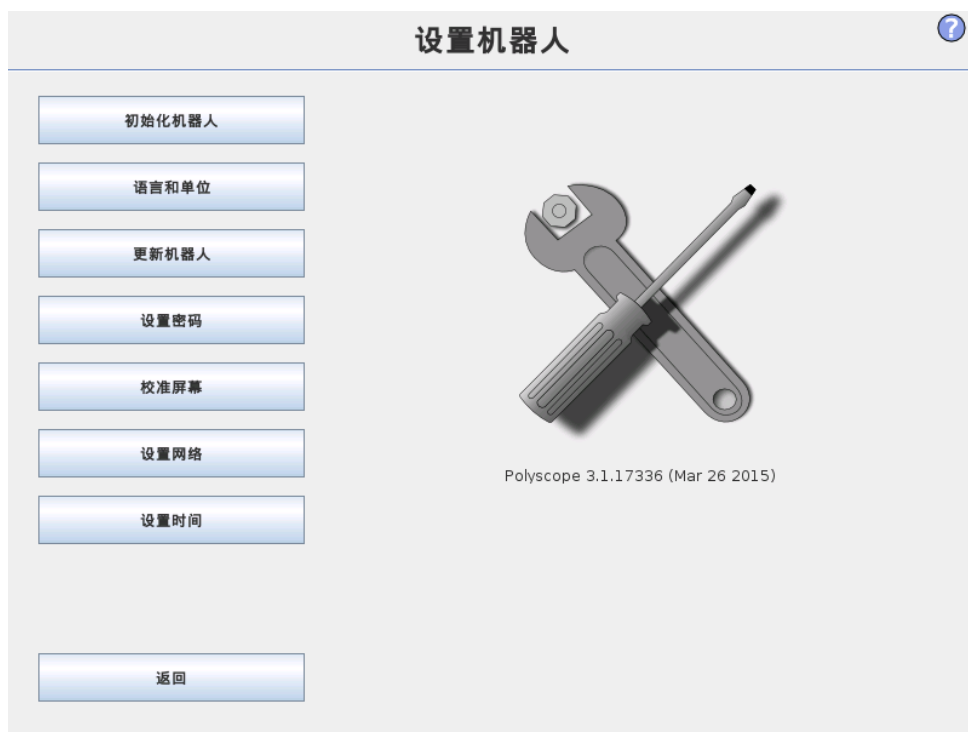 设置机器人
?
初始化机器人
语言和单位
更新机器人
设置密码
校准屏幕
设置网络
设置时间
Polyscope 3.1.17336 (Mar 26 2015)
返回